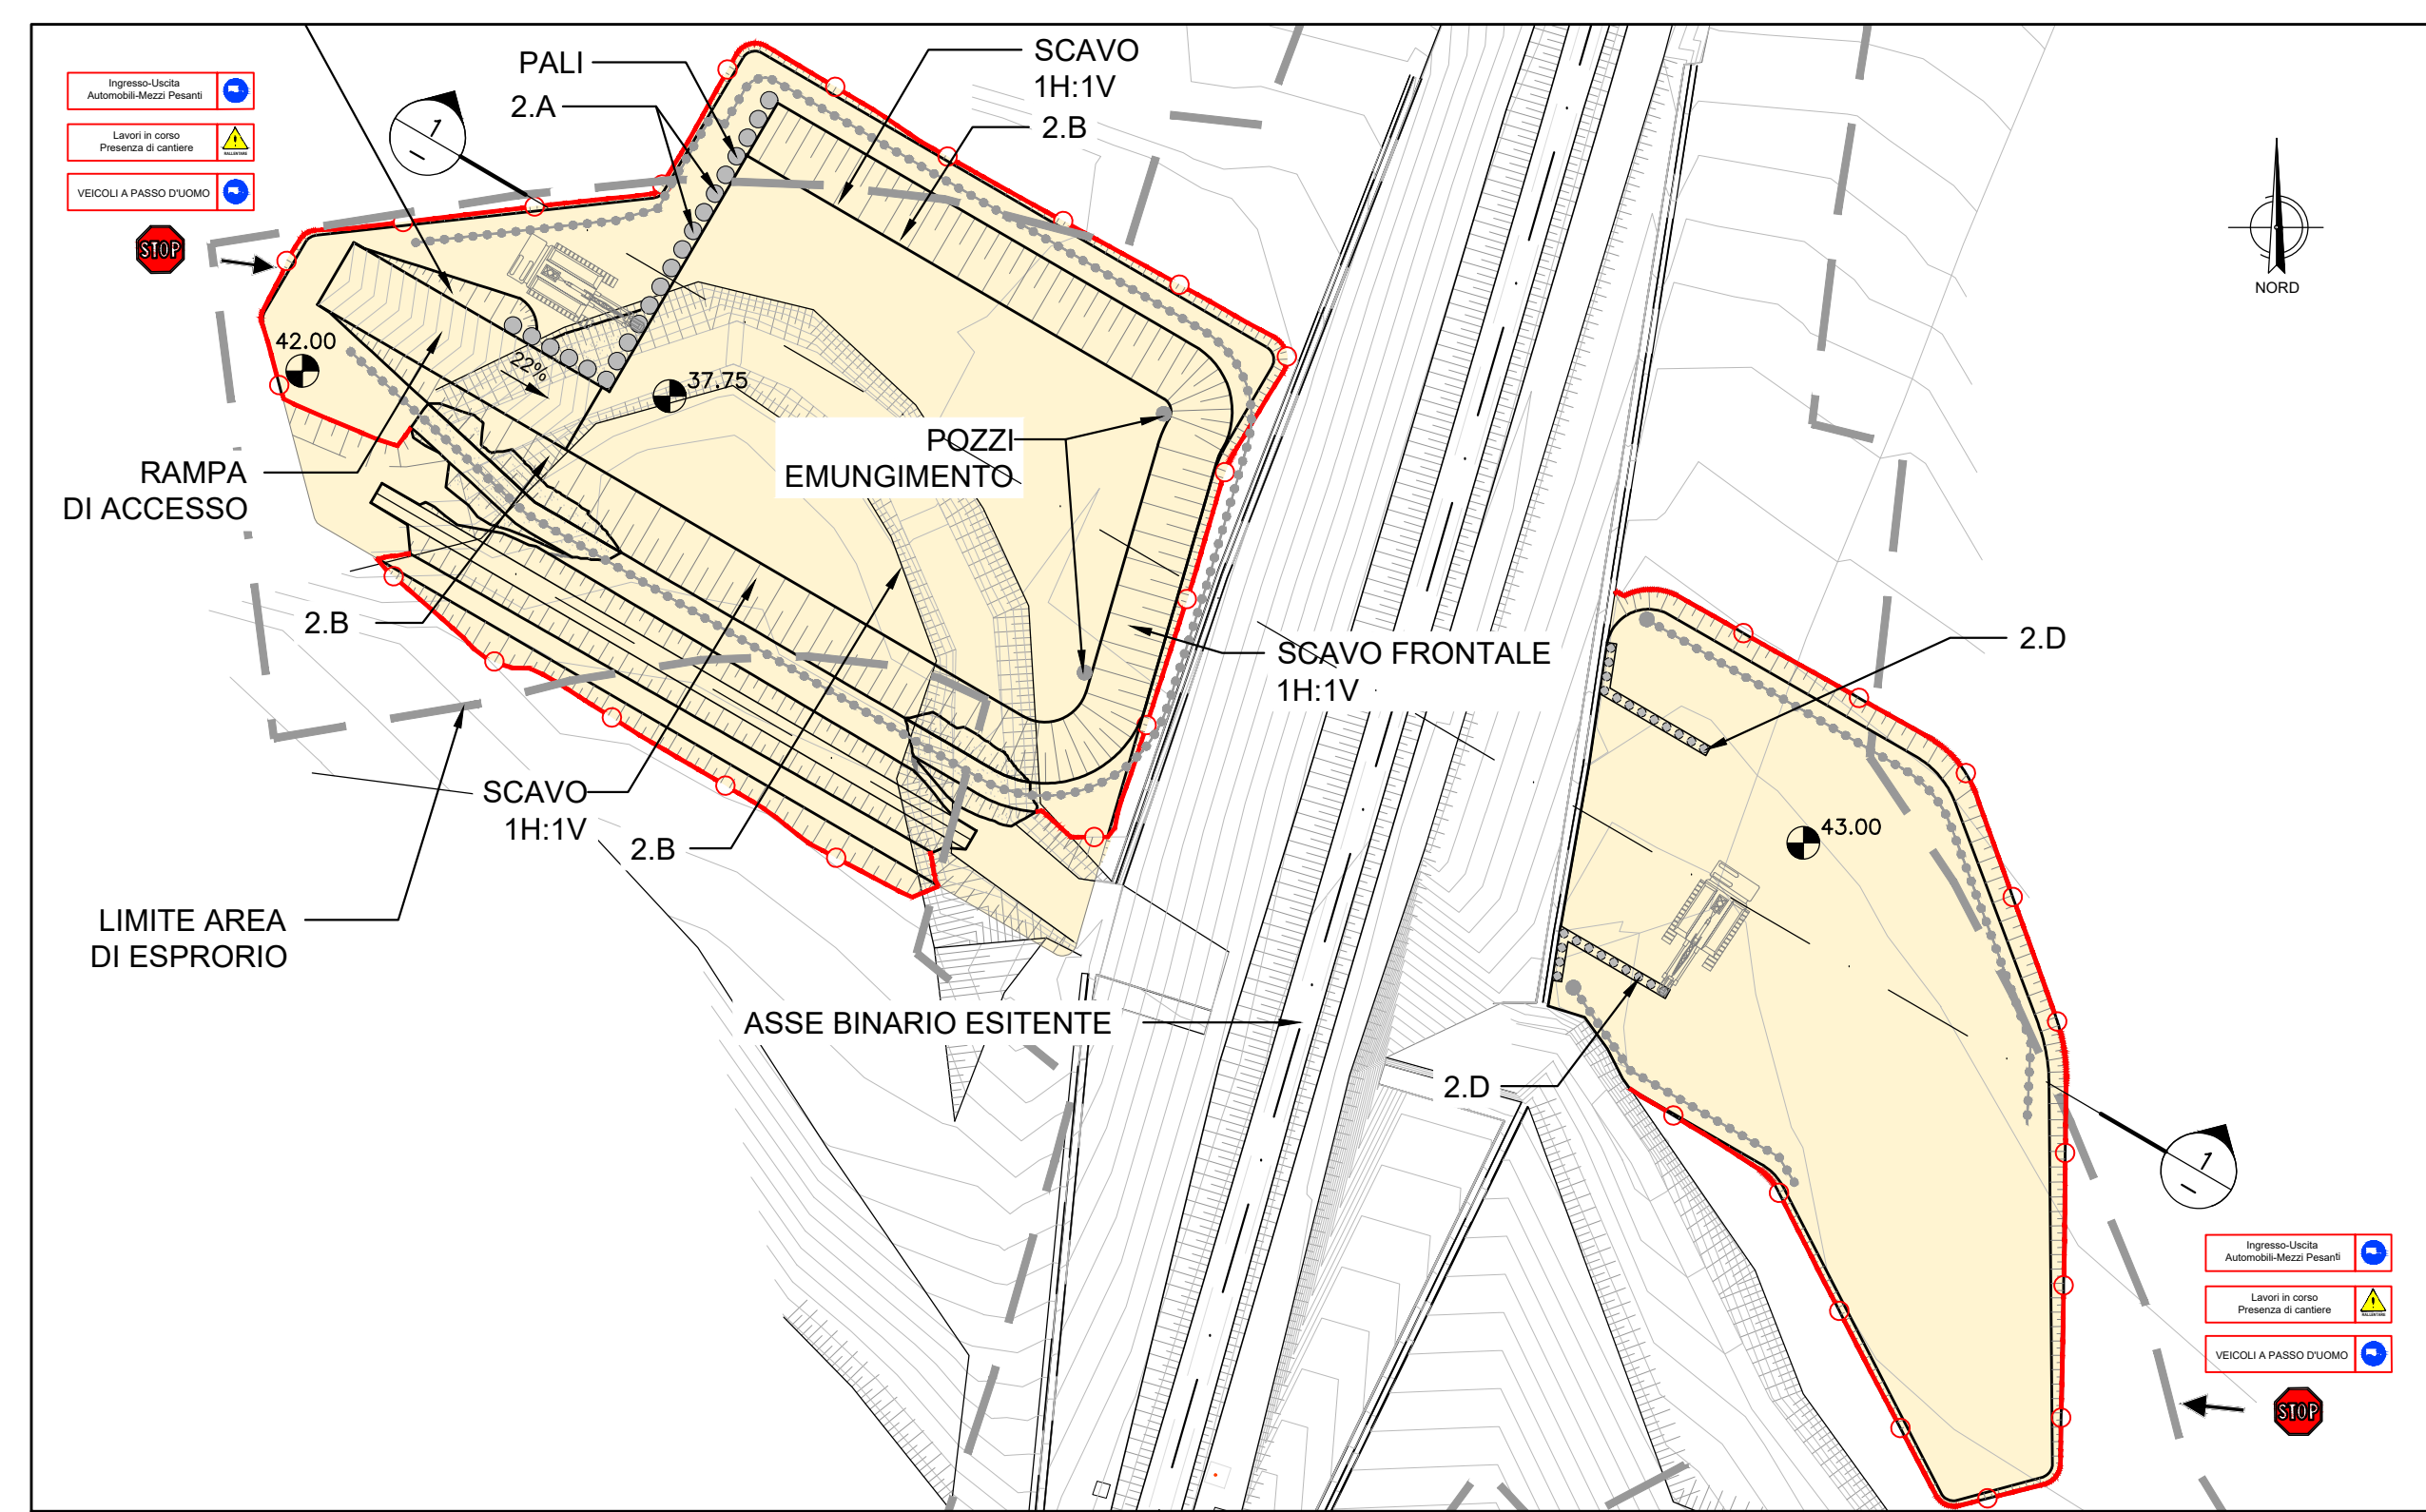 Ingresso-Uscita
Automobili-Mezzi Pesanti
Lavori in corso
Presenza di cantiere
RALLENTARE
VEICOLI A PASSO D'UOMO
STOP
1
PALI
2.A
SCAVO
1H:1V
2.B
NORD
42.00
22%
37.75
POZZI
EMUNGIMENTO
RAMPA
DI ACCESSO
2.B
SCAVO FRONTALE
1H:1V
2.D
SCAVO
1H:1V
2.B
43.00
LIMITE AREA
DI ESPRORIO
ASSE BINARIO ESITENTE
2.D
1
Ingresso-Uscita
Automobili-Mezzi Pesanti
Lavori in corso
Presenza di cantiere
RALLENTARE
VEICOLI A PASSO D'UOMO
STOP